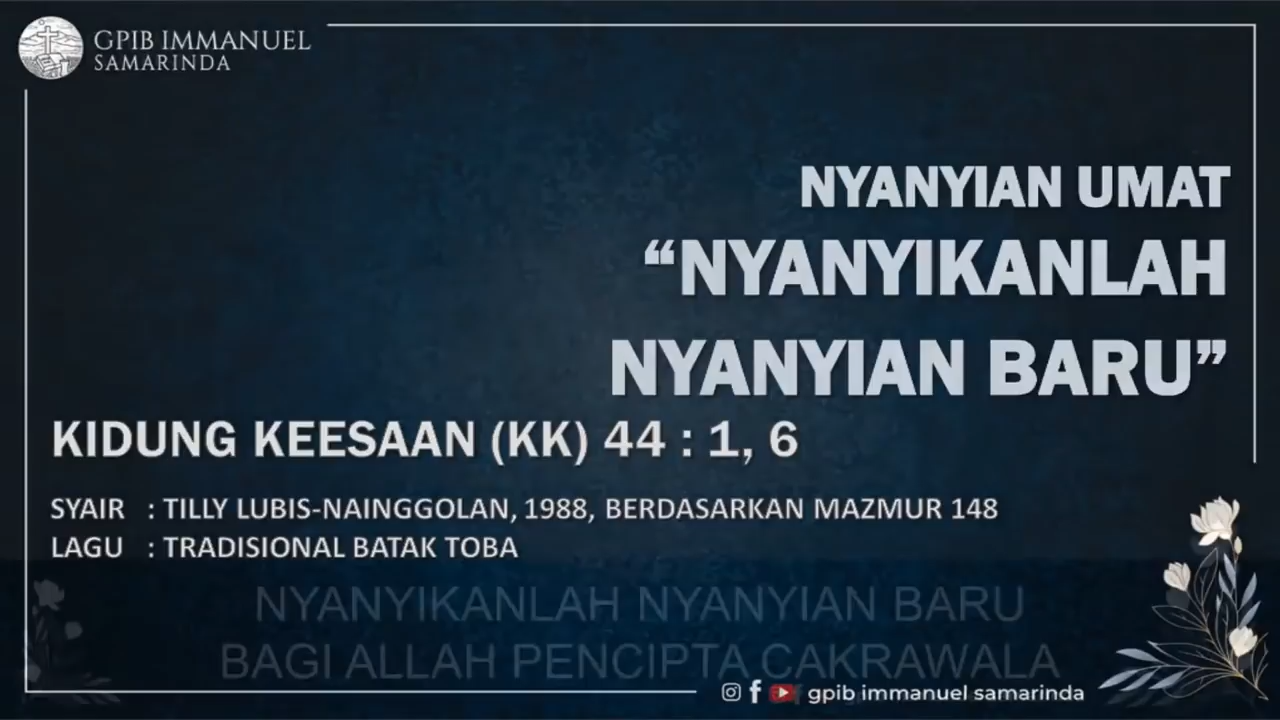 GPIB IMMANUEL
SAMARINDA
NYANYIAN UMAT
“NYANYIKANLAH
NYANYIAN BARU”
KIDUNG KEESAAN (KK) 44 : 1, 6
SYAIR : TILLY LUBIS-NAINGGOLAN, 1988, BERDASARKAN MAZMUR 148
LAGU : TRADISIONAL BATAK TOBA
NYANYIKANLAH NYANYIAN BARU
BAGI ALLAH PENCIPTA CAKRAWALA
gpib immanuel samarinda